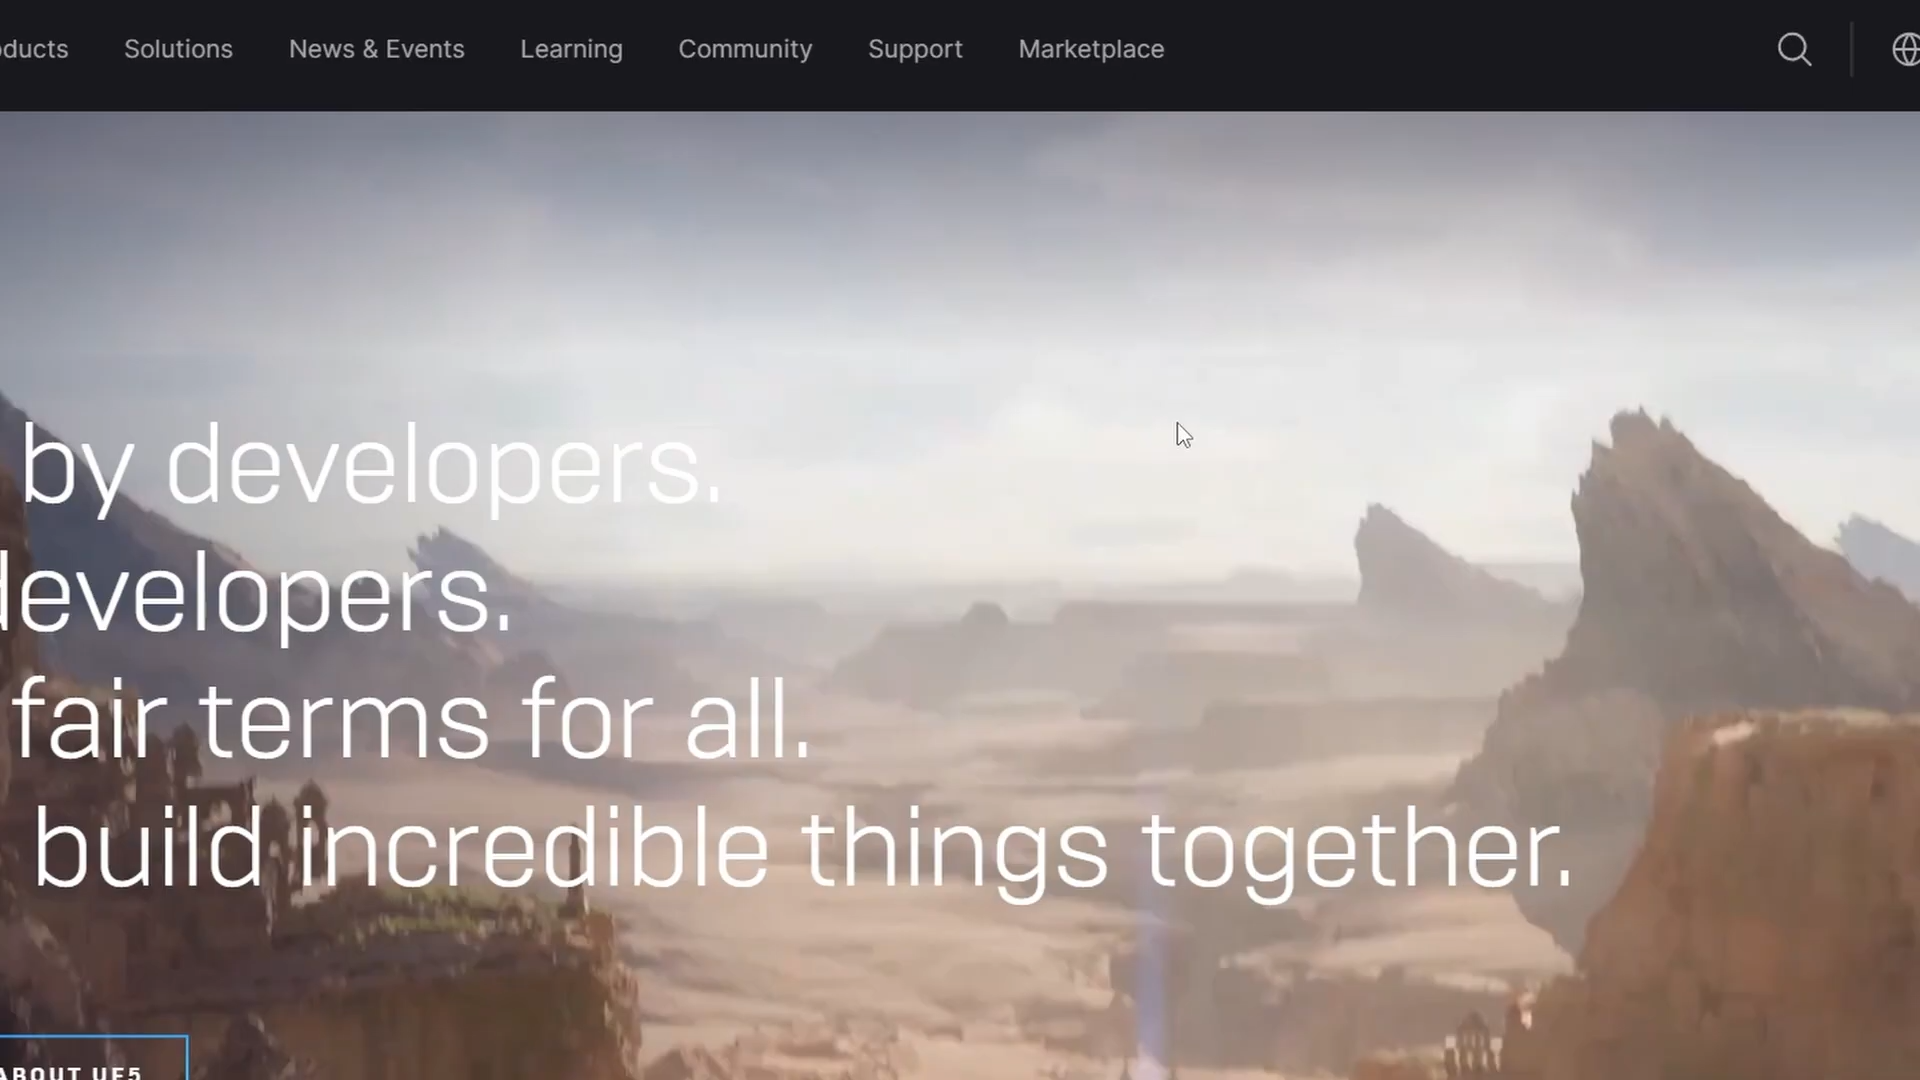 Solutions News & Events Learning Community Support Marketplace
by developers.
developers.
fair terms for all.
build incredible things together.
ABOUT UE5